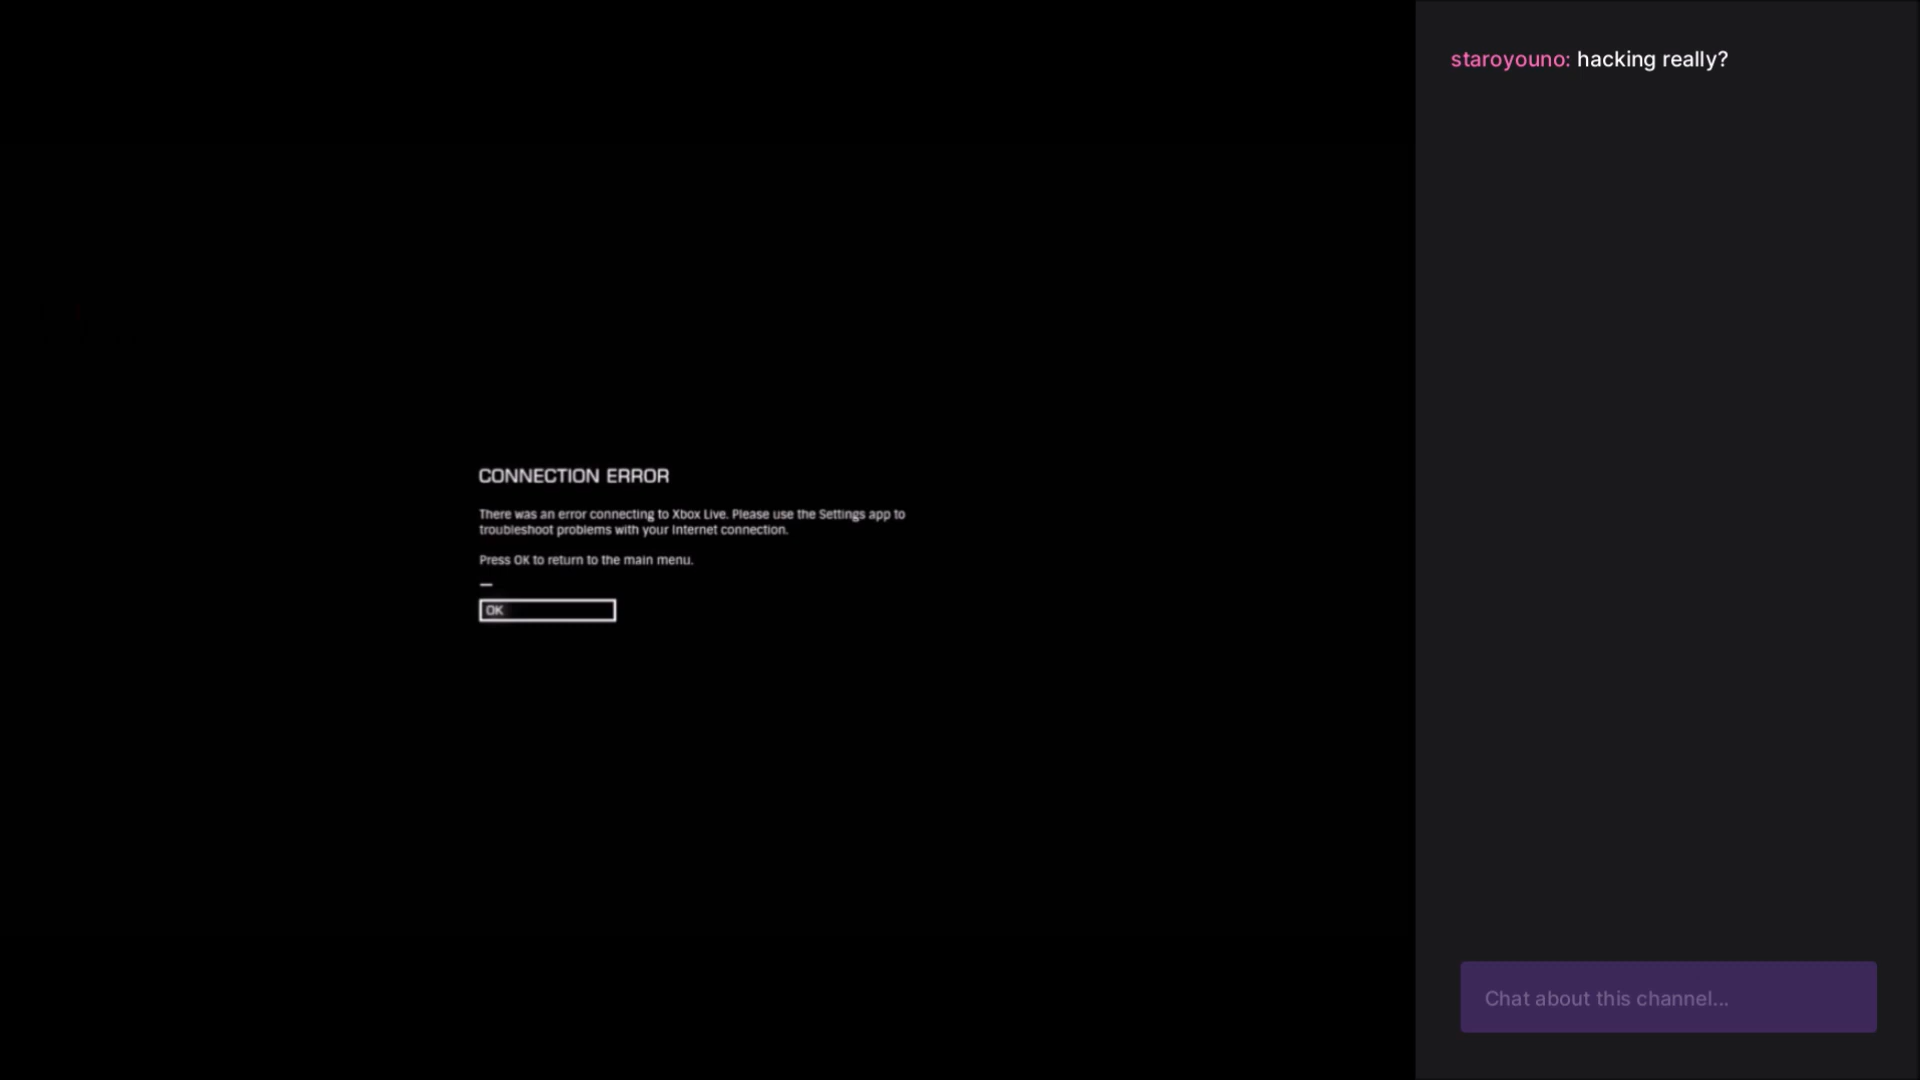 staroyouno: hacking really?
CONNECTION ERROR
There was an error connecting to Xbox Live. Please use the Settings app to
troubleshoot problems with your Internet connection.
Press OK to return to the main menu.
OK
Chat about this channel...